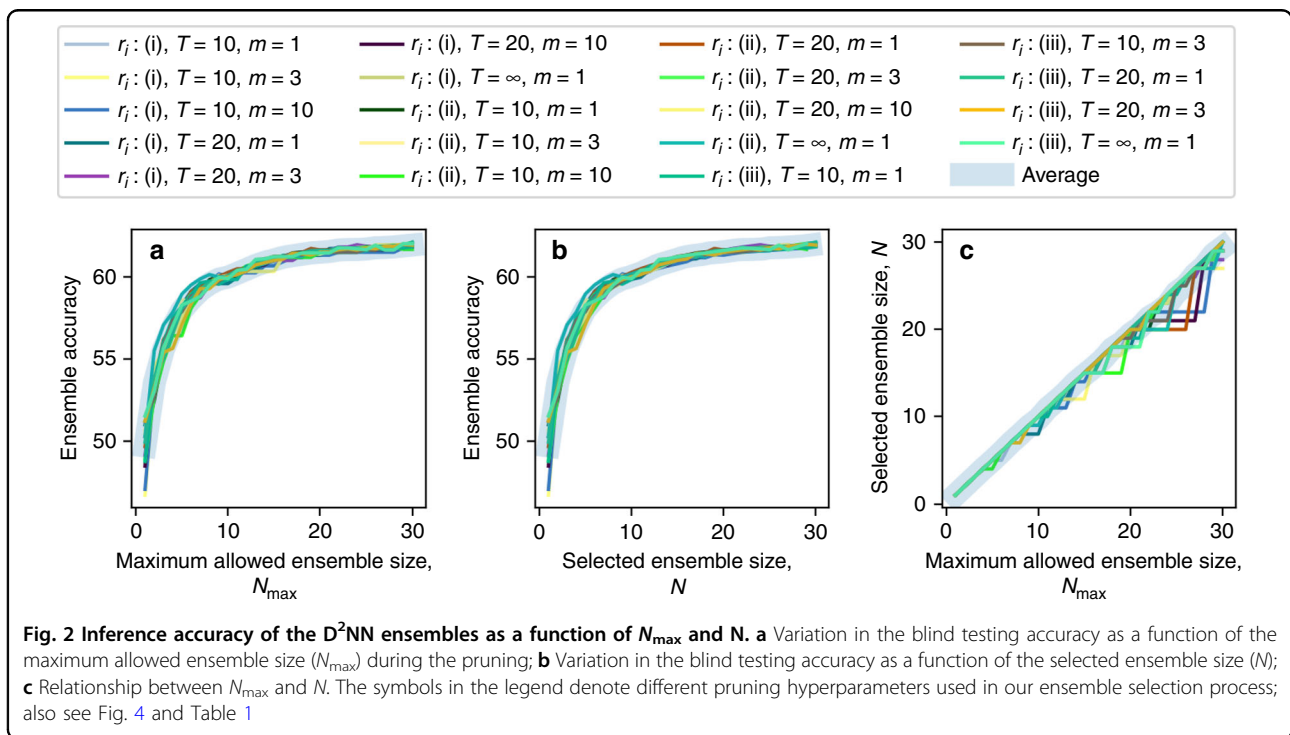 r_i : (i), T = 10, m = 1
r_i : (i), T = 10, m = 3
r_i : (i), T = 10, m = 10
r_i : (i), T = 20, m = 1
r_i : (i), T = 20, m = 3
r_i : (i), T = 20, m = 10
r_i : (i), T = ∞, m = 1
r_i : (ii), T = 10, m = 1
r_i : (ii), T = 10, m = 3
r_i : (ii), T = 10, m = 10
r_i : (ii), T = 20, m = 1
r_i : (ii), T = 20, m = 3
r_i : (ii), T = 20, m = 10
r_i : (ii), T = ∞, m = 1
r_i : (iii), T = 10, m = 1
r_i : (iii), T = 10, m = 3
r_i : (iii), T = 20, m = 1
r_i : (iii), T = 20, m = 3
r_i : (iii), T = ∞, m = 1
Average
a
Ensemble accuracy
60
55
50
0 10 20 30
Maximum allowed ensemble size,
N_max
b
Ensemble accuracy
60
55
50
0 10 20 30
Selected ensemble size,
N
c
Selected ensemble size, N
30
20
10
0
0 10 20 30
Maximum allowed ensemble size,
N_max
Fig. 2 Inference accuracy of the D²NN ensembles as a function of N_max and N. a Variation in the blind testing accuracy as a function of the
maximum allowed ensemble size (N_max) during the pruning; b Variation in the blind testing accuracy as a function of the selected ensemble size (N);
c Relationship between N_max and N. The symbols in the legend denote different pruning hyperparameters used in our ensemble selection process;
also see Fig. 4 and Table 1